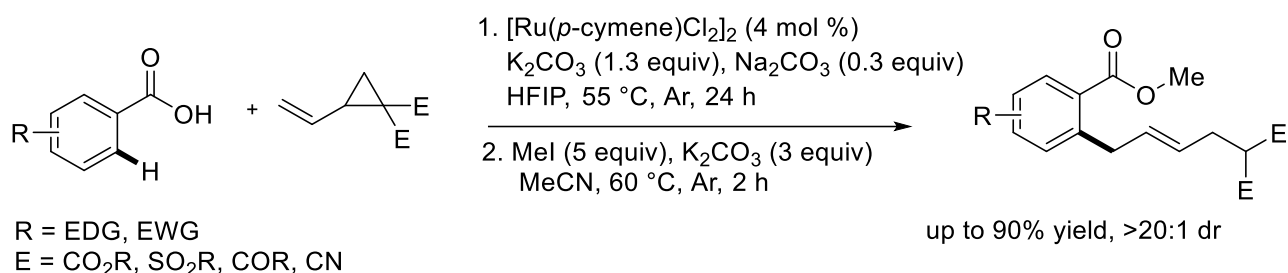 1. [Ru(p-cymene)Cl2]2 (4 mol %)
K2CO3 (1.3 equiv), Na2CO3 (0.3 equiv)
HFIP, 55 °C, Ar, 24 h
O
OH
R
H
+
E
E
2. MeI (5 equiv), K2CO3 (3 equiv)
MeCN, 60 °C, Ar, 2 h
O
Me
O
R
E
E
R = EDG, EWG
E = CO2R, SO2R, COR, CN
up to 90% yield, >20:1 dr